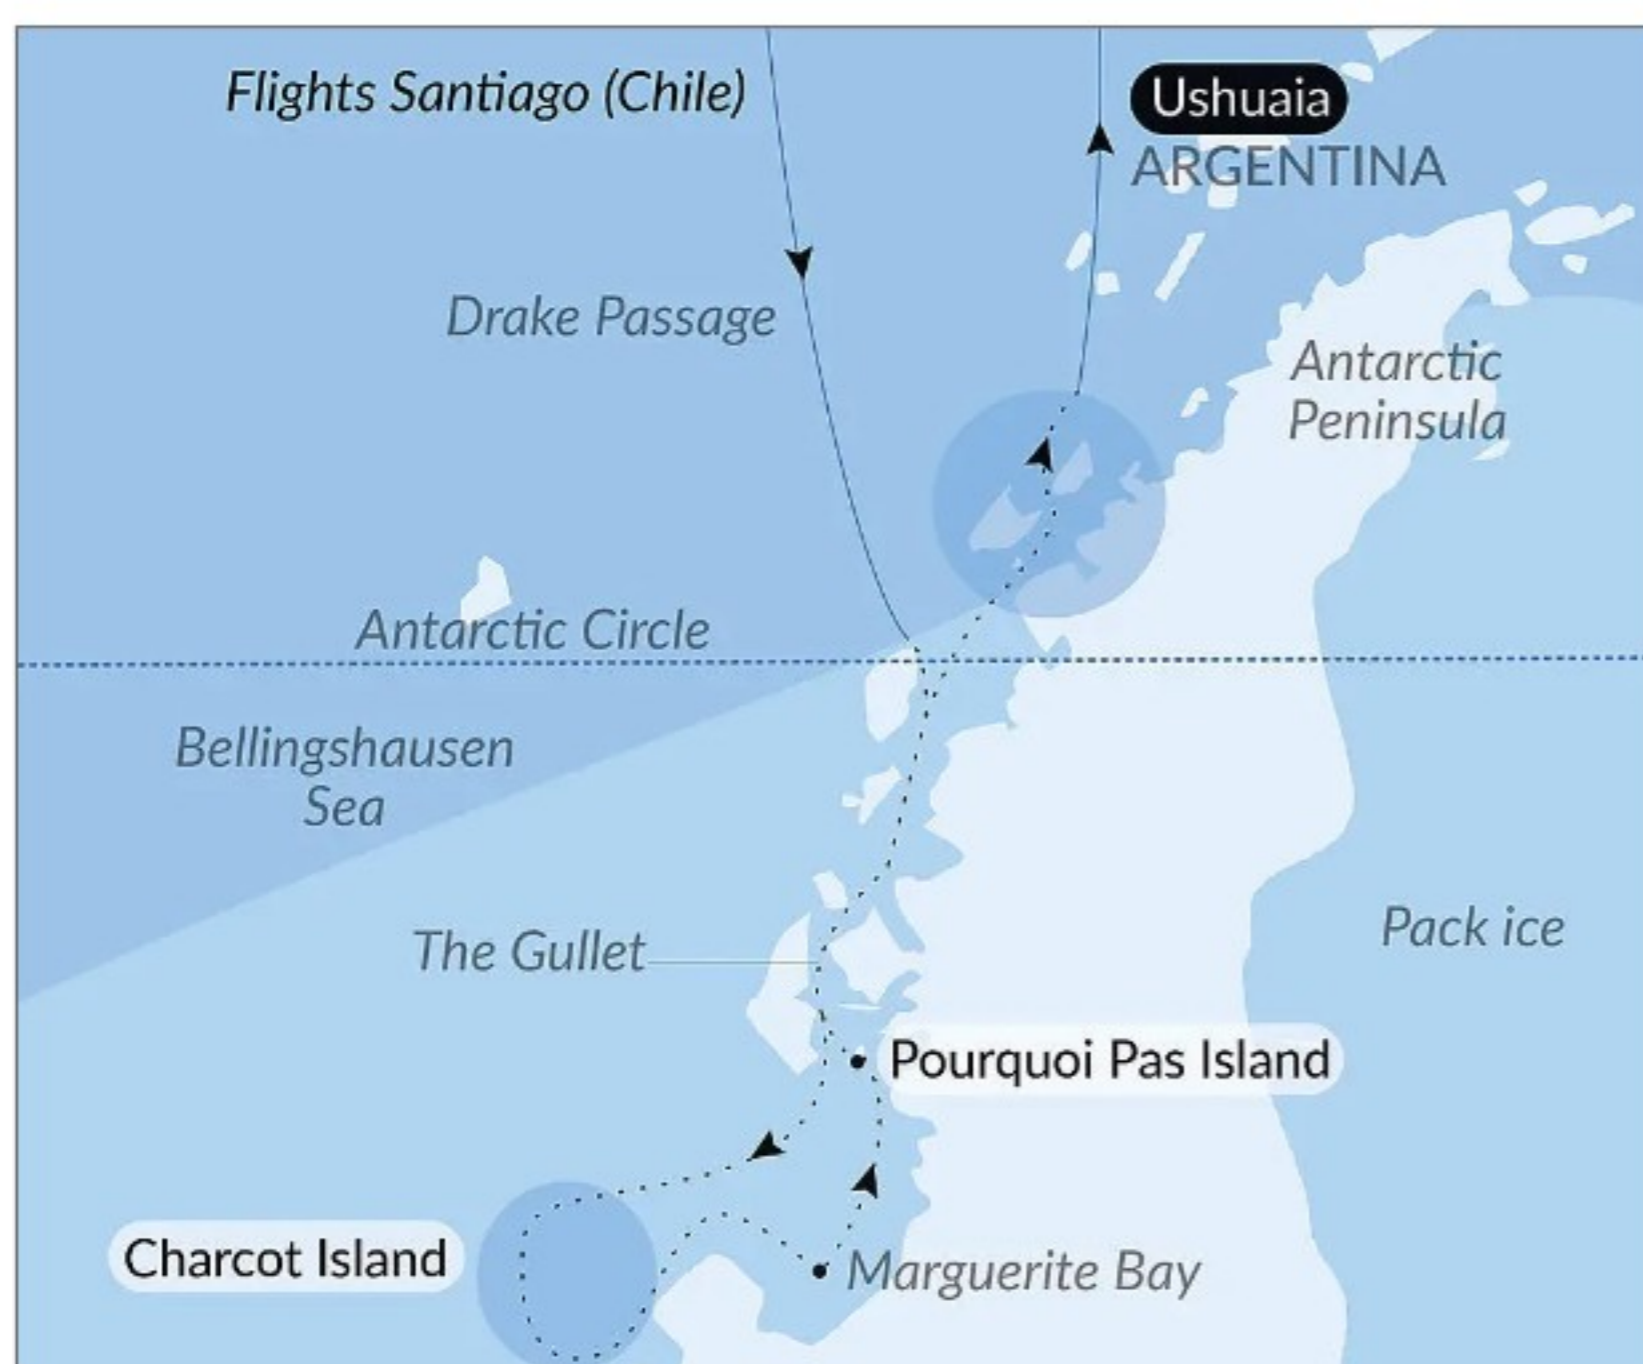 Flights Santiago (Chile)
Ushuaia
ARGENTINA
Drake Passage
Antarctic
Peninsula
Antarctic Circle
Bellingshausen
Sea
The Gullet
Pack ice
Pourquoi Pas Island
Charcot Island
Marguerite Bay